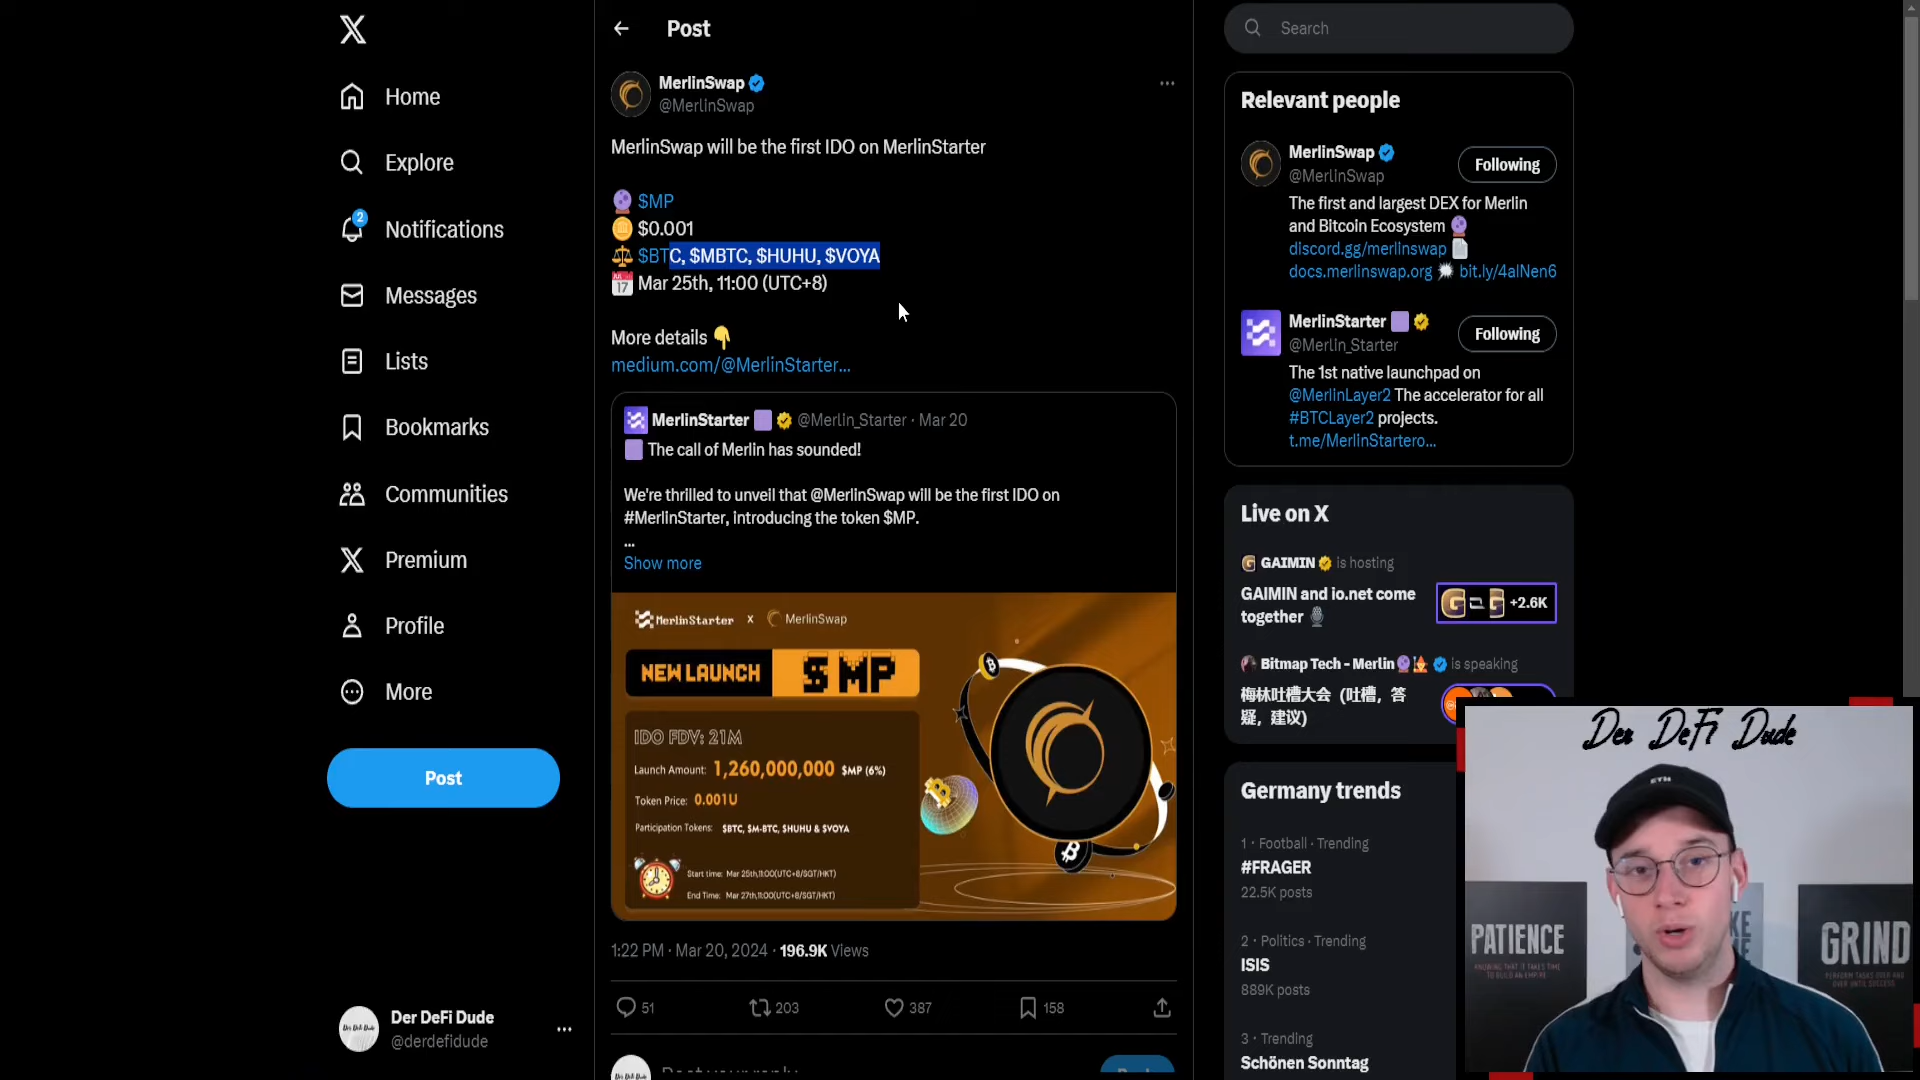 Home
Explore
2
Notifications
Messages
Lists
Bookmarks
Communities
Premium
Profile
More
Post
Der DeFi Dude
@derdefidude
Post
MerlinSwap
@MerlinSwap
MerlinSwap will be the first IDO on MerlinStarter
$MP
$0.001
$BTC, $MBTC, $HUHU, $VOYA
Mar 25th, 11:00 (UTC+8)
More details
medium.com/@MerlinStarter...
MerlinStarter @Merlin_Starter · Mar 20
The call of Merlin has sounded!
We're thrilled to unveil that @MerlinSwap will be the first IDO on
#MerlinStarter, introducing the token $MP.
...
Show more
MerlinStarter x MerlinSwap
NEW LAUNCH $MP
IDO FDV: 21M
Launch Amount: 1,260,000,000 $MP (6%)
Token Price: 0.001U
Participation Tokens: $BTC, $M-BTC, $HUHU & $VOYA
Start time: Mar 25th,11:00(UTC+8/SGT/HKT)
End Time: Mar 27th,11:00(UTC+8/SGT/HKT)
1:22 PM · Mar 20, 2024 · 196.9K Views
51 203 387 158
Search
Relevant people
MerlinSwap
@MerlinSwap
Following
The first and largest DEX for Merlin
and Bitcoin Ecosystem
discord.gg/merlinswap
docs.merlinswap.org bit.ly/4alNen6
MerlinStarter
@Merlin_Starter
Following
The 1st native launchpad on
@MerlinLayer2 The accelerator for all
#BTCLayer2 projects.
t.me/MerlinStartero...
Live on X
GAIMIN is hosting
GAIMIN and io.net come
together
+2.6K
Bitmap Tech - Merlin is speaking
梅林吐槽大会（吐槽，答
疑，建议）
Germany trends
1 · Football · Trending
#FRAGER
22.5K posts
2 · Politics · Trending
ISIS
889K posts
3 · Trending
Schönen Sonntag
Der DeFi Dude
ETH
PATIENCE
GRIND